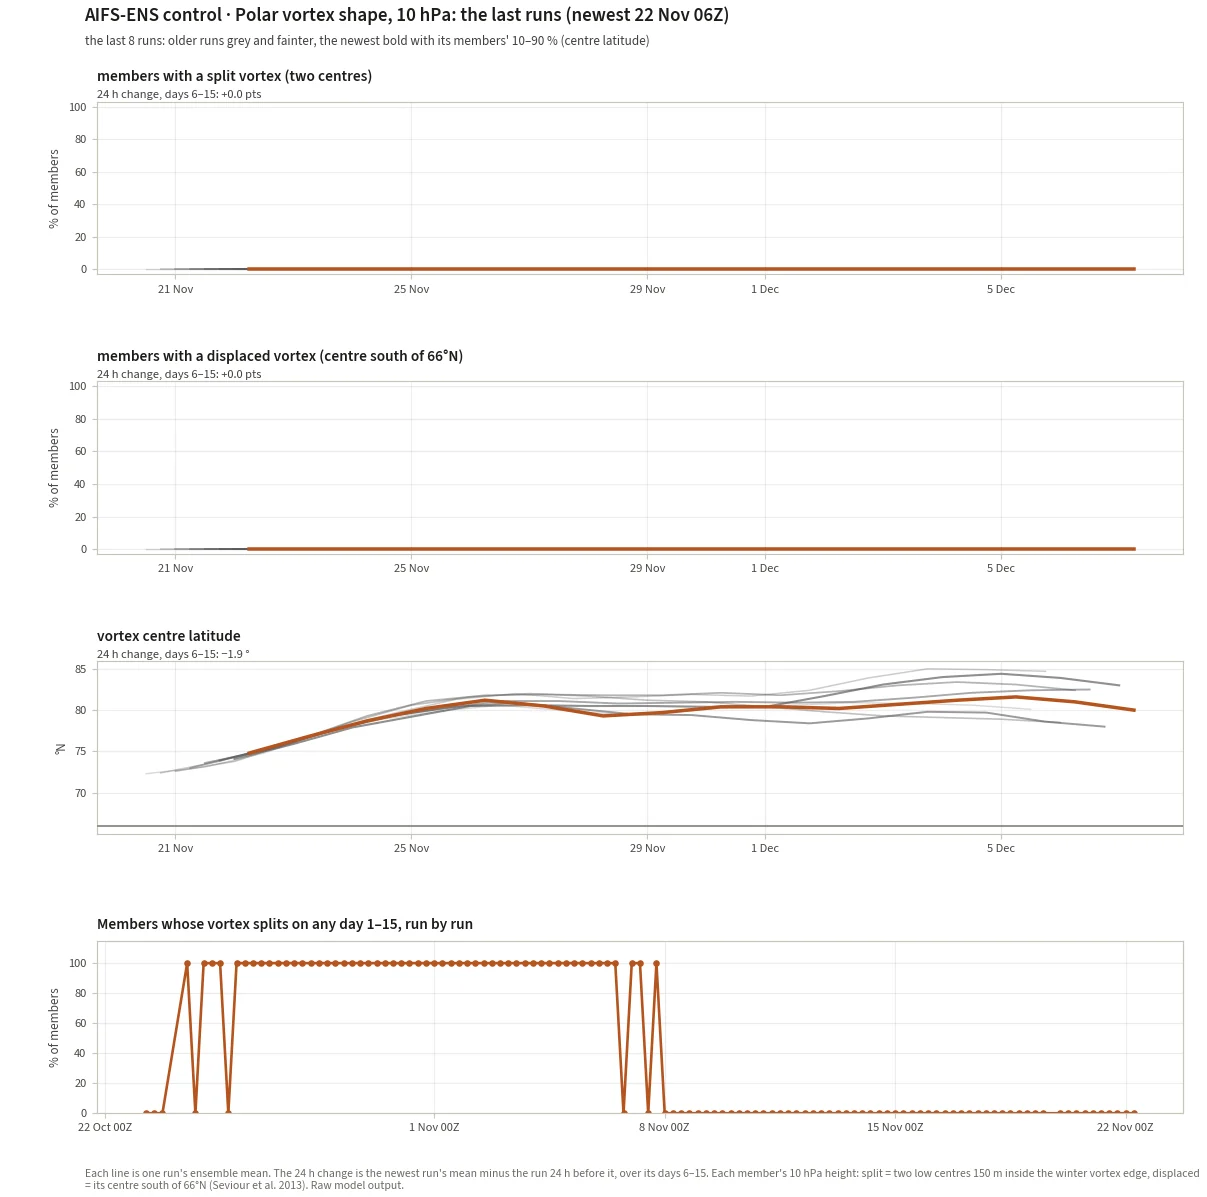 AIFS-ENS control · Polar vortex shape, 10 hPa: the last runs (newest 22 Nov 06Z)
the last 8 runs: older runs grey and fainter, the newest bold with its members' 10–90 % (centre latitude)
members with a split vortex (two centres)
24 h change, days 6–15: +0.0 pts
100
80
60
40
20
0
% of members
21 Nov
25 Nov
29 Nov
1 Dec
5 Dec
members with a displaced vortex (centre south of 66°N)
24 h change, days 6–15: +0.0 pts
100
80
60
40
20
0
% of members
21 Nov
25 Nov
29 Nov
1 Dec
5 Dec
vortex centre latitude
24 h change, days 6–15: −1.9 °
85
80
75
70
°N
21 Nov
25 Nov
29 Nov
1 Dec
5 Dec
Members whose vortex splits on any day 1–15, run by run
100
80
60
40
20
0
% of members
22 Oct 00Z
1 Nov 00Z
8 Nov 00Z
15 Nov 00Z
22 Nov 00Z
Each line is one run's ensemble mean. The 24 h change is the newest run's mean minus the run 24 h before it, over its days 6–15. Each member's 10 hPa height: split = two low centres 150 m inside the winter vortex edge, displaced
= its centre south of 66°N (Seviour et al. 2013). Raw model output.